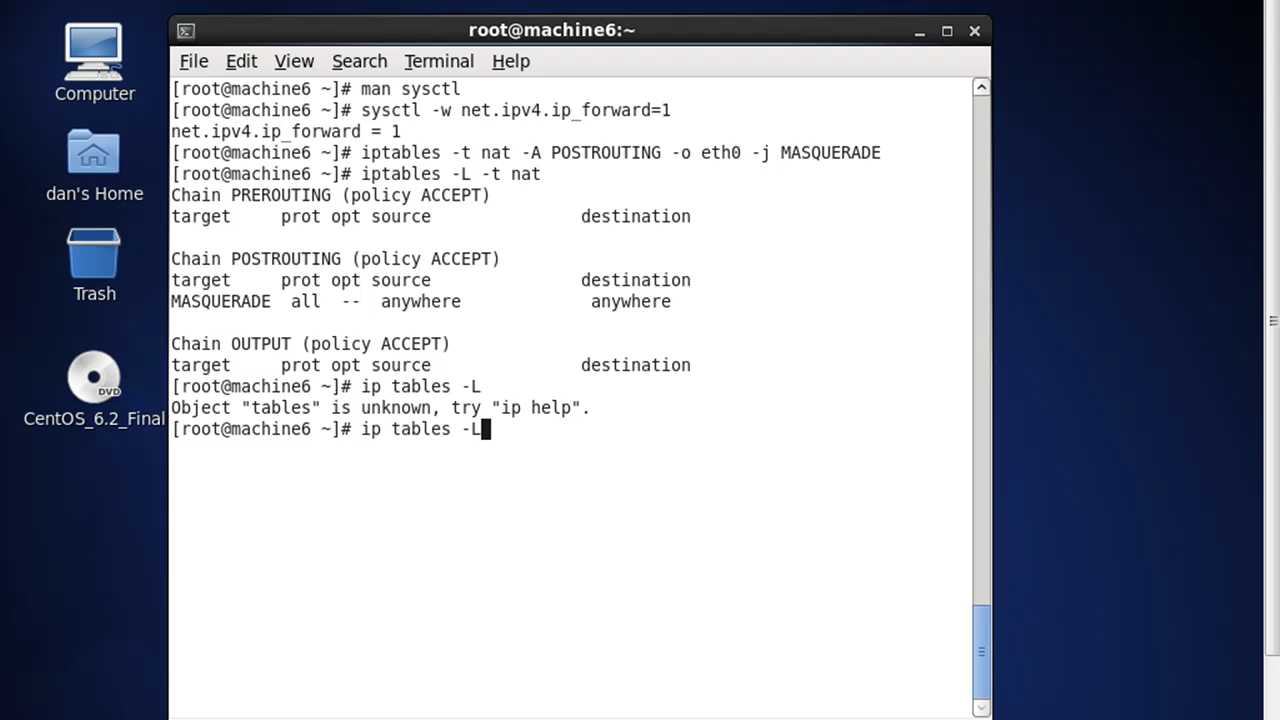 root@machine6:~
File Edit View Search Terminal Help
[root@machine6 ~]# man sysctl
[root@machine6 ~]# sysctl -w net.ipv4.ip_forward=1
net.ipv4.ip_forward = 1
[root@machine6 ~]# iptables -t nat -A POSTROUTING -o eth0 -j MASQUERADE
[root@machine6 ~]# iptables -L -t nat
Chain PREROUTING (policy ACCEPT)
target     prot opt source               destination
Chain POSTROUTING (policy ACCEPT)
target     prot opt source               destination
MASQUERADE  all  --  anywhere             anywhere
Chain OUTPUT (policy ACCEPT)
target     prot opt source               destination
[root@machine6 ~]# ip tables -L
Object "tables" is unknown, try "ip help".
[root@machine6 ~]# ip tables -L
Computer
dan's Home
Trash
DVD
CentOS_6.2_Final